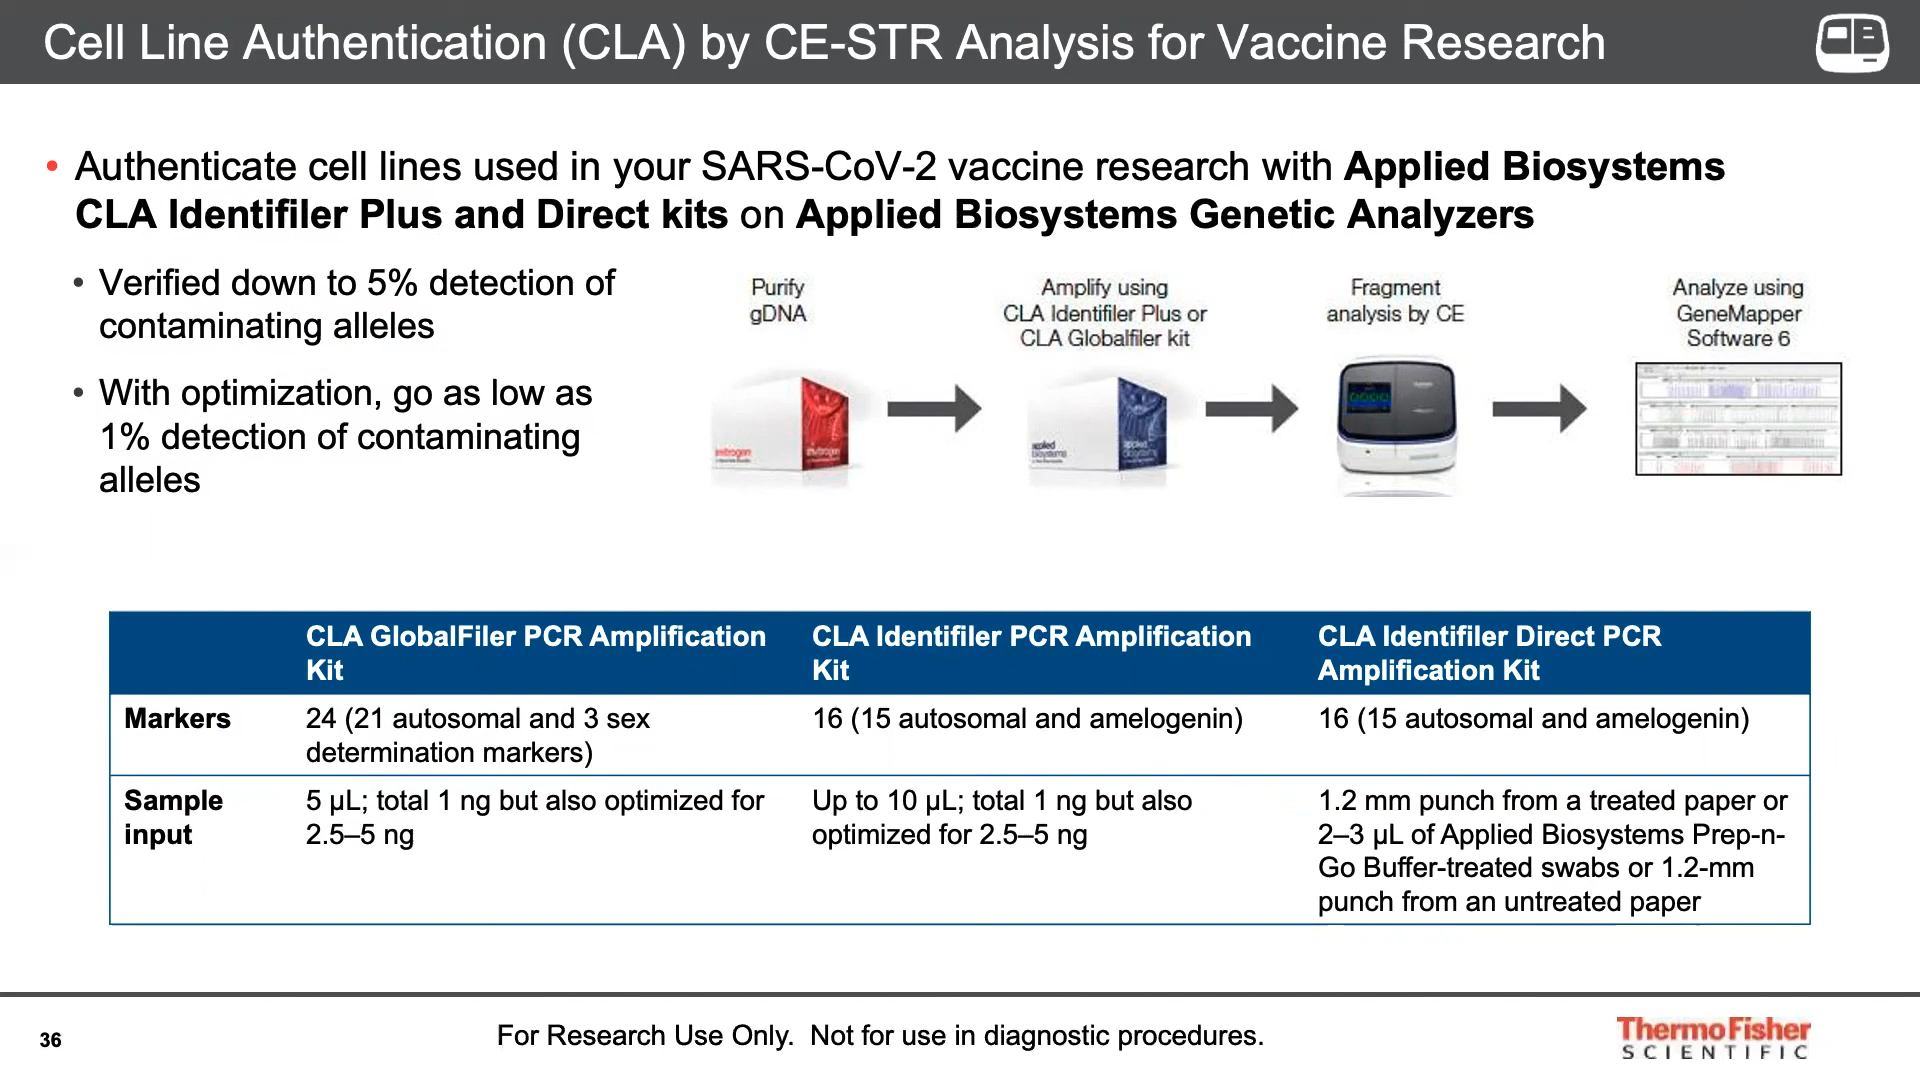 Cell Line Authentication (CLA) by CE-STR Analysis for Vaccine Research
• Authenticate cell lines used in your SARS-CoV-2 vaccine research with Applied Biosystems
CLA Identifiler Plus and Direct kits on Applied Biosystems Genetic Analyzers
• Verified down to 5% detection of
contaminating alleles
• With optimization, go as low as
1% detection of contaminating
alleles
Purify
gDNA
Amplify using
CLA Identifiler Plus or
CLA Globalfiler kit
Fragment
analysis by CE
Analyze using
GeneMapper
Software 6
invitrogen
applied
biosystems
CLA GlobalFiler PCR Amplification
Kit
CLA Identifiler PCR Amplification
Kit
CLA Identifiler Direct PCR
Amplification Kit
Markers
24 (21 autosomal and 3 sex
determination markers)
16 (15 autosomal and amelogenin)
16 (15 autosomal and amelogenin)
Sample
input
5 µL; total 1 ng but also optimized for
2.5–5 ng
Up to 10 µL; total 1 ng but also
optimized for 2.5–5 ng
1.2 mm punch from a treated paper or
2–3 µL of Applied Biosystems Prep-n-
Go Buffer-treated swabs or 1.2-mm
punch from an untreated paper
36
For Research Use Only. Not for use in diagnostic procedures.
ThermoFisher
SCIENTIFIC